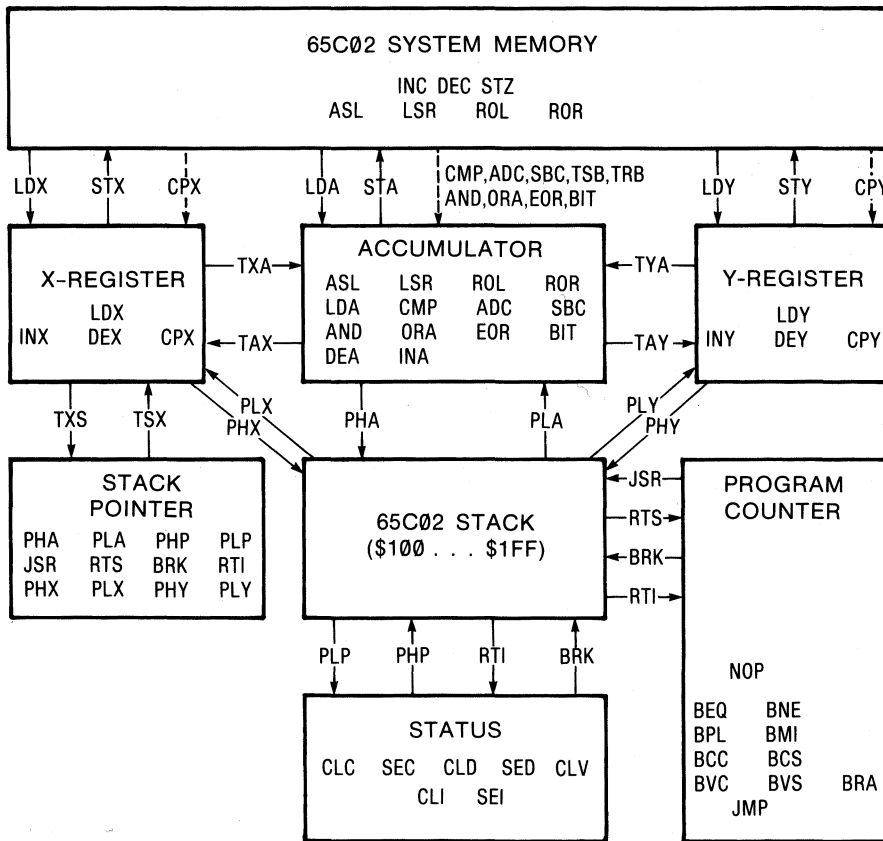 65CØ2 SYSTEM MEMORY
INC DEC STZ
ASL LSR ROL ROR
LDX STX CPX LDA STA CMP,ADC,SBC,TSB,TRB
AND,ORA,EOR,BIT
LDY STY CPY
X-REGISTER
LDX
INX DEX CPX
TXA
TAX
ACCUMULATOR
ASL LSR ROL ROR
LDA CMP ADC SBC
AND ORA EOR BIT
DEA INA
TYA
TAY
Y-REGISTER
LDY
INY DEY CPY
TXS TSX PLX
PHX
PHA PLA PLY
PHY
STACK
POINTER
PHA PLA PHP PLP
JSR RTS BRK RTI
PHX PLX PHY PLY
65CØ2 STACK
($1ØØ . . . $1FF)
JSR
RTS
BRK
RTI
PROGRAM
COUNTER
NOP
BEQ BNE
BPL BMI
BCC BCS
BVC BVS BRA
JMP
PLP PHP RTI BRK
STATUS
CLC SEC CLD SED CLV
CLI SEI